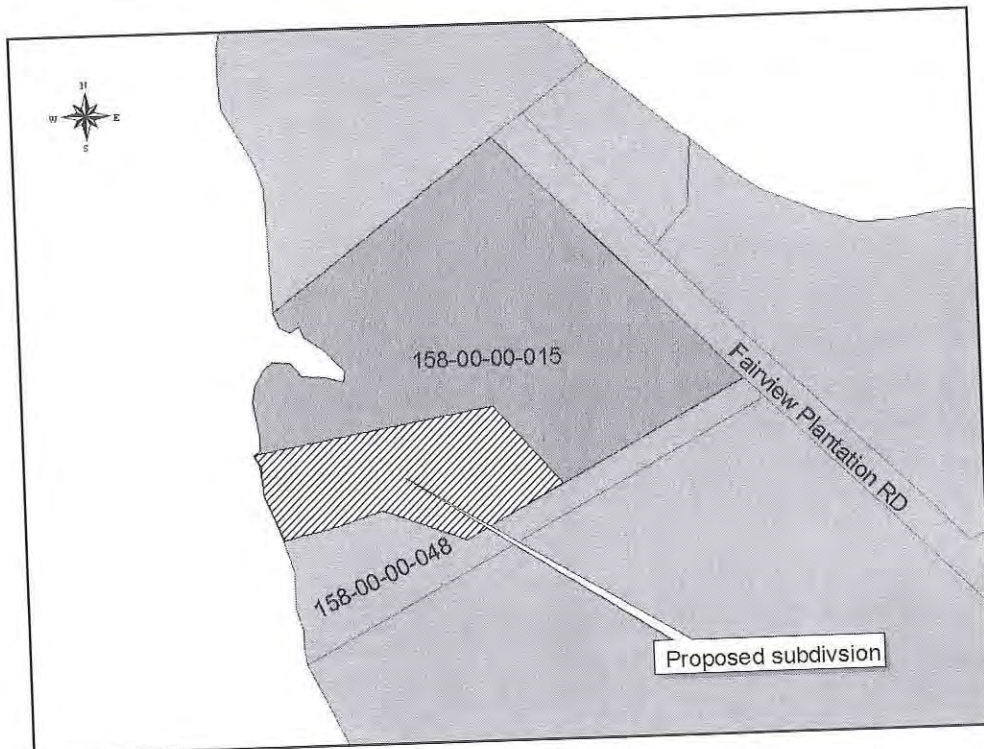 N
W E
S
158-00-00-015
Fairview Plantation RD
158-00-00-048
Proposed subdivsion